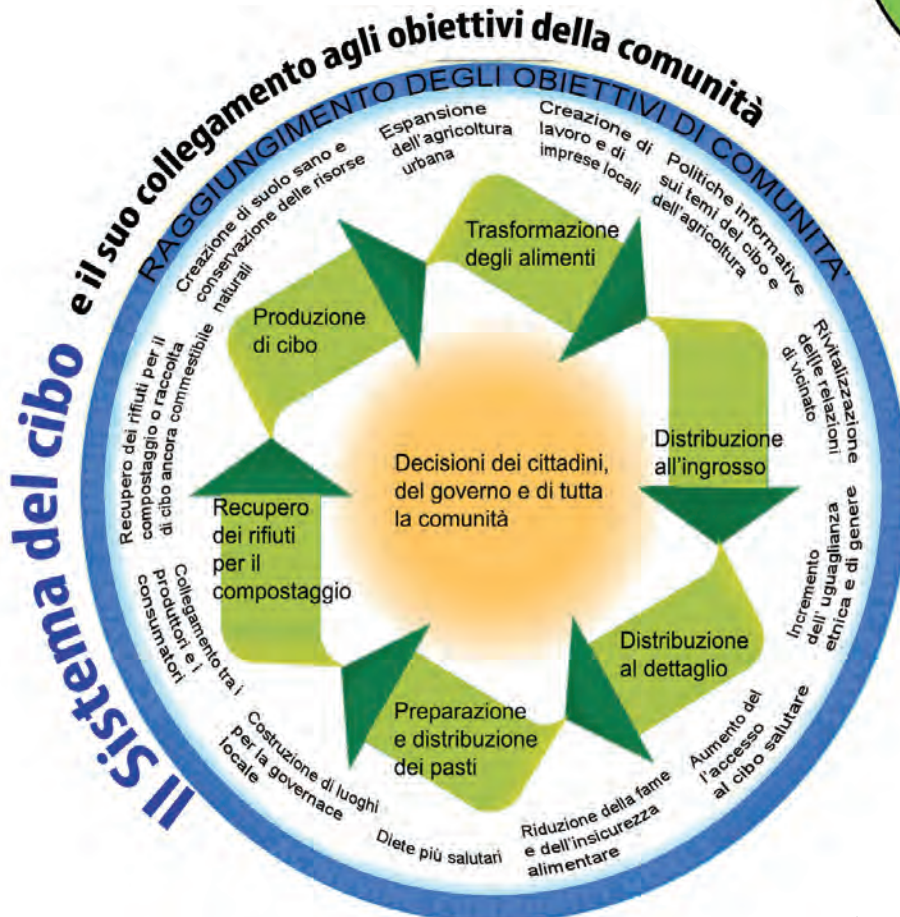 Il Sistema del cibo e il suo collegamento agli obiettivi della comunità
RAGGIUNGIMENTO DEGLI OBIETTIVI DI COMUNITA'
Espansione
dell'agricoltura
urbana
Creazione di
lavoro e di
imprese locali
Politiche informative
sui temi del cibo e
dell'agricoltura
Rivitalizzazione
delle relazioni
di vicinato
Incremento
dell' uguaglianza
etnica e di genere
Aumento del
l'accesso
al cibo salutare
Riduzione della fame
e dell'insicurezza
alimentare
Diete più salutari
Costruzione di luoghi
per la governace
locale
Collegamento tra i
produttori e i
consumatori
Recupero dei rifiuti per il
compostaggio o raccolta
di cibo ancora commestibile
Creazione di suolo sano e
conservazione delle risorse
naturali
Trasformazione
degli alimenti
Distribuzione
all'ingrosso
Distribuzione
al dettaglio
Preparazione
e distribuzione
dei pasti
Recupero
dei rifiuti
per il
compostaggio
Produzione
di cibo
Decisioni dei cittadini,
del governo e di tutta
la comunità